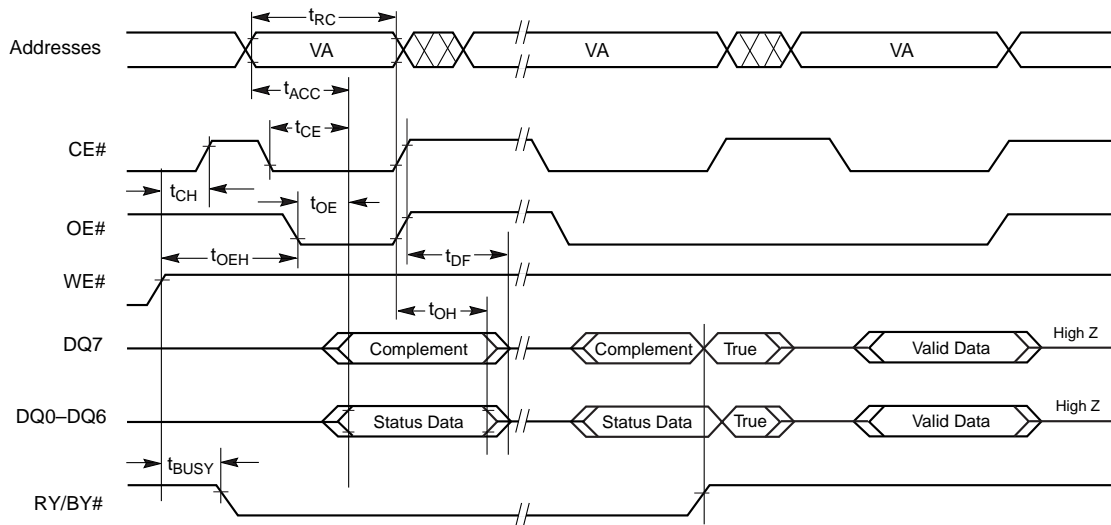 tRC
Addresses VA VA VA
tACC
tCE
CE#
tCH tOE
OE#
tOEH tDF
WE#
tOH
DQ7 Complement Complement True Valid Data High Z
DQ0–DQ6 Status Data Status Data True Valid Data High Z
tBUSY
RY/BY#